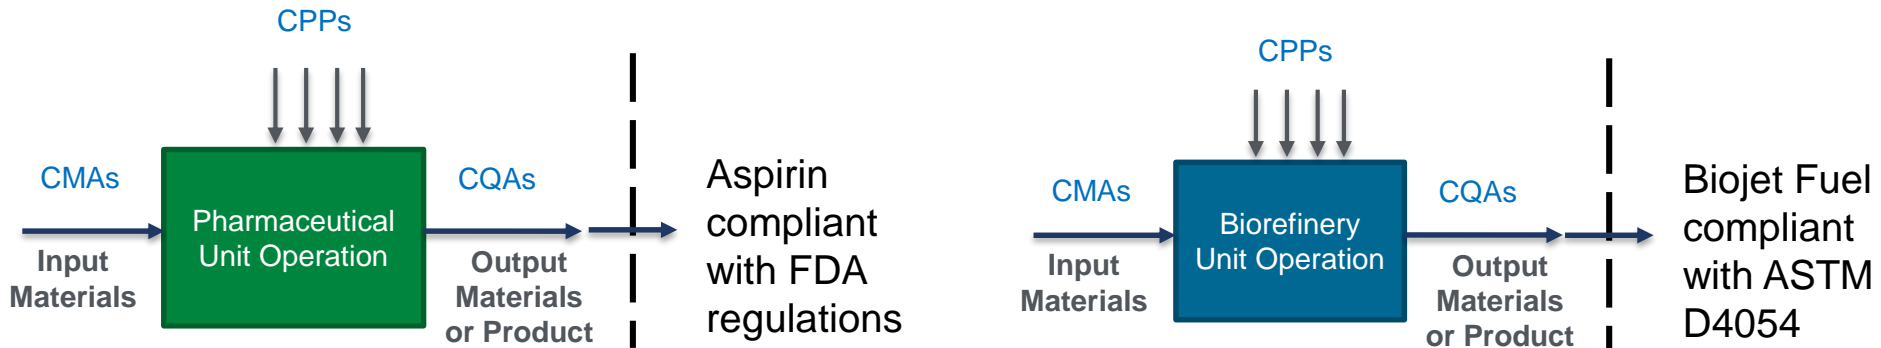 CPPs
CMAs
CQAs
Pharmaceutical
Unit Operation
Input
Materials
Output
Materials
or Product
Aspirin
compliant
with FDA
regulations
CPPs
CMAs
CQAs
Biorefinery
Unit Operation
Input
Materials
Output
Materials
or Product
Biojet Fuel
compliant
with ASTM
D4054